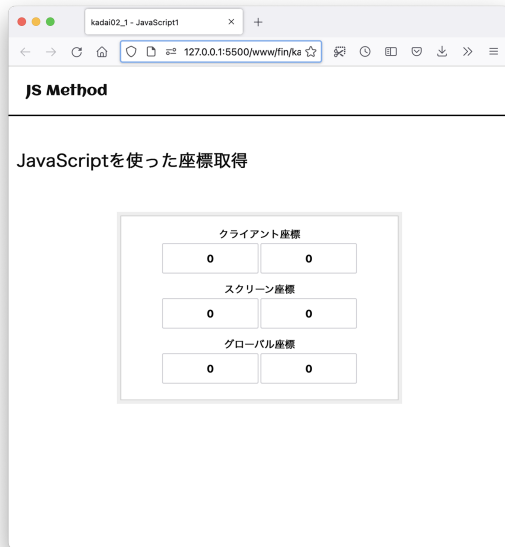 kadai02_1 - JavaScript1
127.0.0.1:5500/www/fin/ka
JS Method
JavaScriptを使った座標取得
クライアント座標
0 0
スクリーン座標
0 0
グローバル座標
0 0